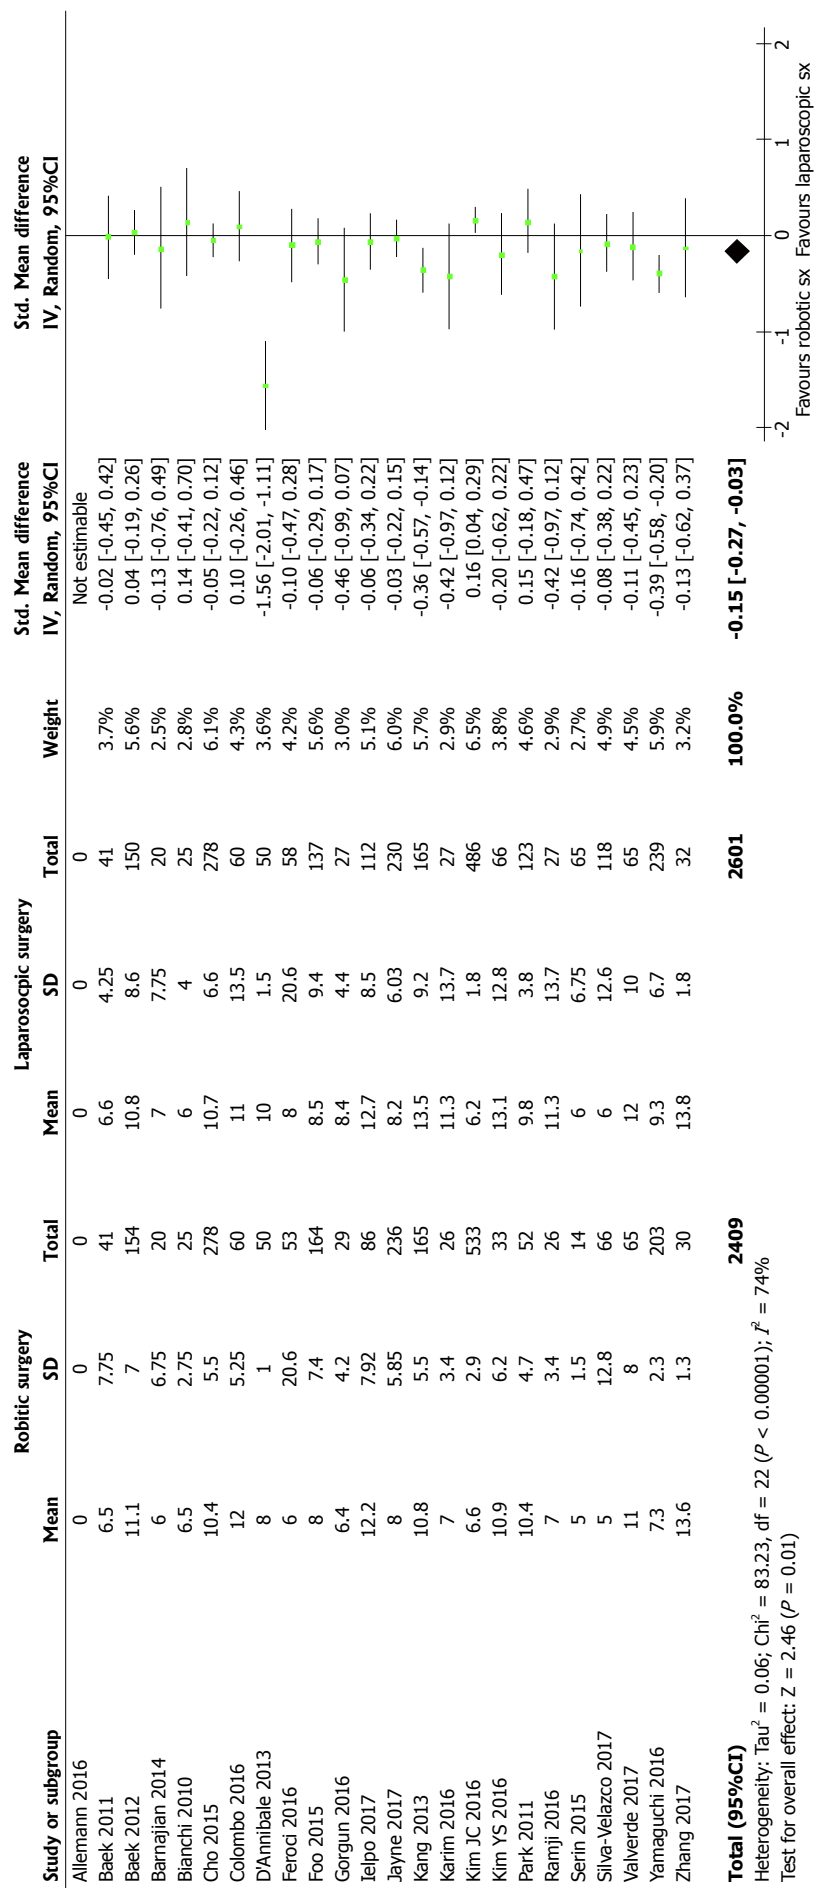 Robitic surgery Laparosocpic surgery Std. Mean difference Std. Mean difference
Study or subgroup Mean SD Total Mean SD Total Weight IV, Random, 95%CI IV, Random, 95%CI
Allemann 2016 0 0 0 0 0 0 Not estimable
Baek 2011 6.5 7.75 41 6.6 4.25 41 3.7% -0.02 [-0.45, 0.42]
Baek 2012 11.1 7 154 10.8 8.6 150 5.6% 0.04 [-0.19, 0.26]
Barnajian 2014 6 6.75 20 7 7.75 20 2.5% -0.13 [-0.76, 0.49]
Bianchi 2010 6.5 2.75 25 6 4 25 2.8% 0.14 [-0.41, 0.70]
Cho 2015 10.4 5.5 278 10.7 6.6 278 6.1% -0.05 [-0.22, 0.12]
Colombo 2016 12 5.25 60 11 13.5 60 4.3% 0.10 [-0.26, 0.46]
D'Annibale 2013 8 1 50 10 1.5 50 3.6% -1.56 [-2.01, -1.11]
Feroci 2016 6 20.6 53 8 20.6 58 4.2% -0.10 [-0.47, 0.28]
Foo 2015 8 7.4 164 8.5 9.4 137 5.6% -0.06 [-0.29, 0.17]
Gorgun 2016 6.4 4.2 29 8.4 4.4 27 3.0% -0.46 [-0.99, 0.07]
Ielpo 2017 12.2 7.92 86 12.7 8.5 112 5.1% -0.06 [-0.34, 0.22]
Jayne 2017 8 5.85 236 8.2 6.03 230 6.0% -0.03 [-0.22, 0.15]
Kang 2013 10.8 5.5 165 13.5 9.2 165 5.7% -0.36 [-0.57, -0.14]
Karim 2016 7 3.4 26 11.3 13.7 27 2.9% -0.42 [-0.97, 0.12]
Kim JC 2016 6.6 2.9 533 6.2 1.8 486 6.5% 0.16 [0.04, 0.29]
Kim YS 2016 10.9 6.2 33 13.1 12.8 66 3.8% -0.20 [-0.62, 0.22]
Park 2011 10.4 4.7 52 9.8 3.8 123 4.6% 0.15 [-0.18, 0.47]
Ramji 2016 7 3.4 26 11.3 13.7 27 2.9% -0.42 [-0.97, 0.12]
Serin 2015 5 1.5 14 6 6.75 65 2.7% -0.16 [-0.74, 0.42]
Silva-Velazco 2017 5 12.8 66 6 12.6 118 4.9% -0.08 [-0.38, 0.22]
Valverde 2017 11 8 65 12 10 65 4.5% -0.11 [-0.45, 0.23]
Yamaguchi 2016 7.3 2.3 203 9.3 6.7 239 5.9% -0.39 [-0.58, -0.20]
Zhang 2017 13.6 1.3 30 13.8 1.8 32 3.2% -0.13 [-0.62, 0.37]
Total (95%CI) 2409 2601 100.0% -0.15 [-0.27, -0.03]
Heterogeneity: Tau² = 0.06; Chi² = 83.23, df = 22 (P < 0.00001); I² = 74%
Test for overall effect: Z = 2.46 (P = 0.01)
-2 -1 0 1 2
Favours robotic sx Favours laparoscopic sx